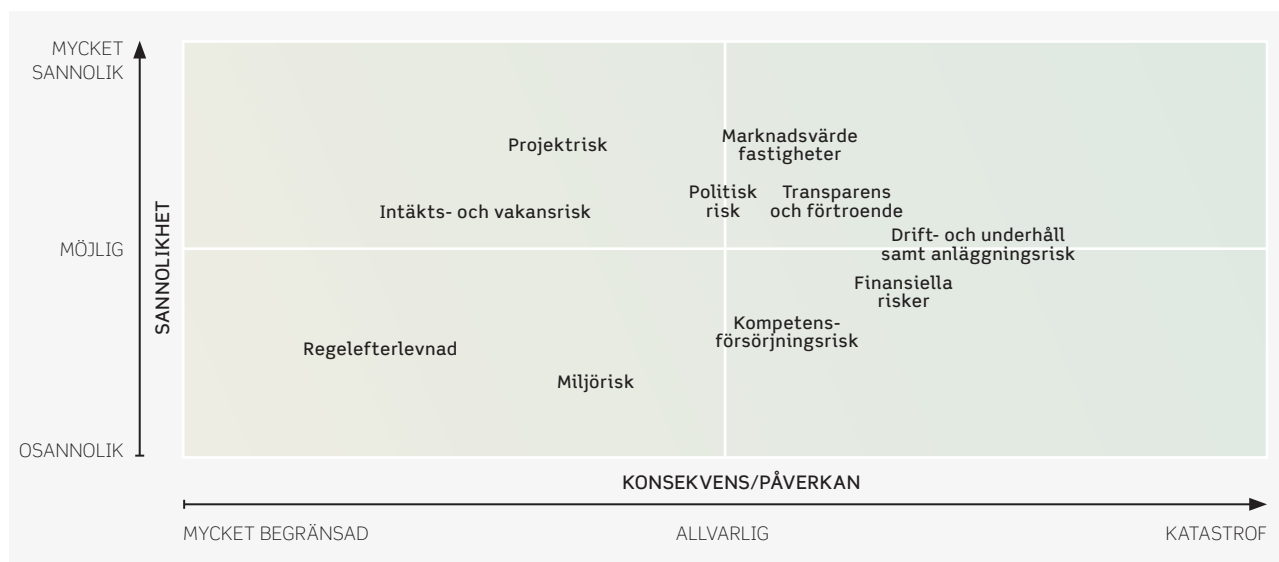 MYCKET
SANNOLIK
Projektrisk
Marknadsvärde
fastigheter
Politisk
risk
Transparens
och förtroende
Intäkts- och vakansrisk
SANNOLIKHET
MÖJLIG
Drift- och underhåll
samt anläggningsrisk
Finansiella
risker
Kompetens-
försörjningsrisk
Regelefterlevnad
Miljörisk
OSANNOLIK
KONSEKVENS/PÅVERKAN
MYCKET BEGRÄNSAD
ALLVARLIG
KATASTROF